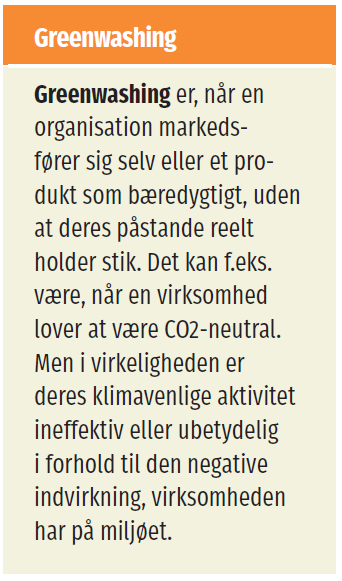 Greenwashing
Greenwashing er, når en
organisation markeds-
fører sig selv eller et pro-
dukt som bæredygtigt, uden
at deres påstande reelt
holder stik. Det kan f.eks.
være, når en virksomhed
lover at være CO2-neutral.
Men i virkeligheden er
deres klimavenlige aktivitet
ineffektiv eller ubetydelig
i forhold til den negative
indvirkning, virksomheden
har på miljøet.